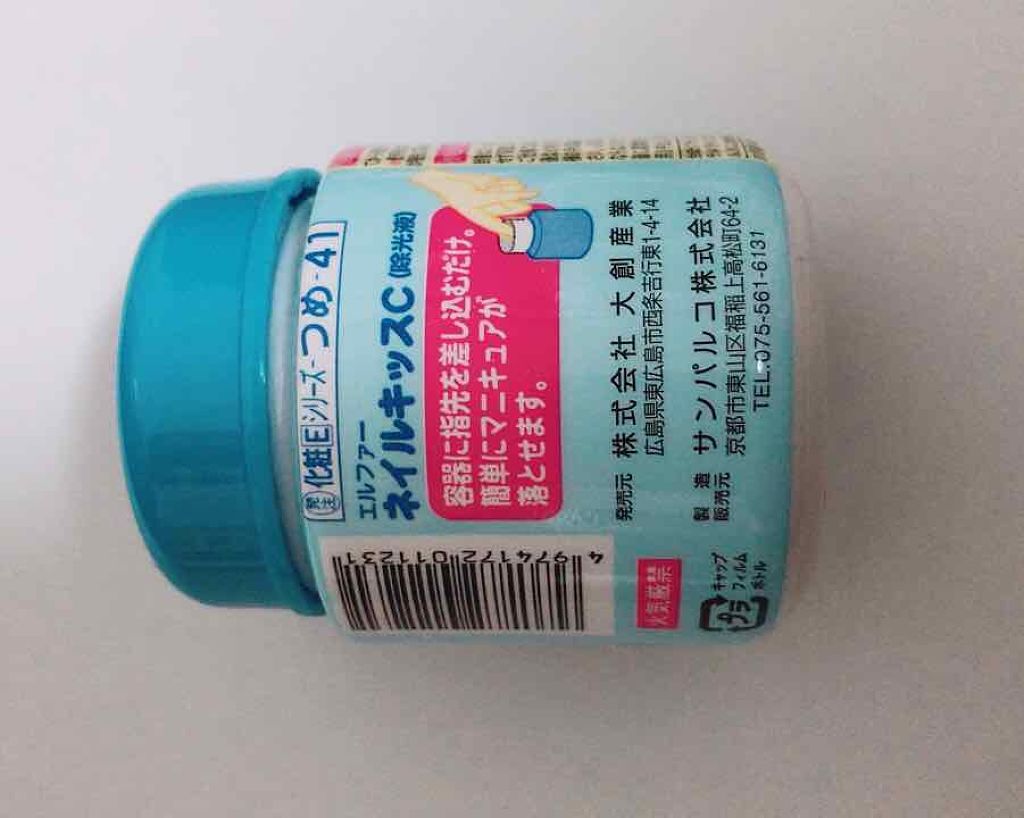 発注 化粧Eシリーズ-つめ-41
エルファー
ネイルキッスC(除光液)
容器に指先を差し込むだけ。
簡単にマニキュアが
落とせます。
発売元 株式会社 大創産業
広島県東広島市西条吉行東1-4-14
製造販売元 サンパルコ株式会社
京都市東山区福稲上高松町64-2
TEL.075-561-6131
4 974172 011231
火気厳禁
プラ
キャップ
フィルム
ボトル